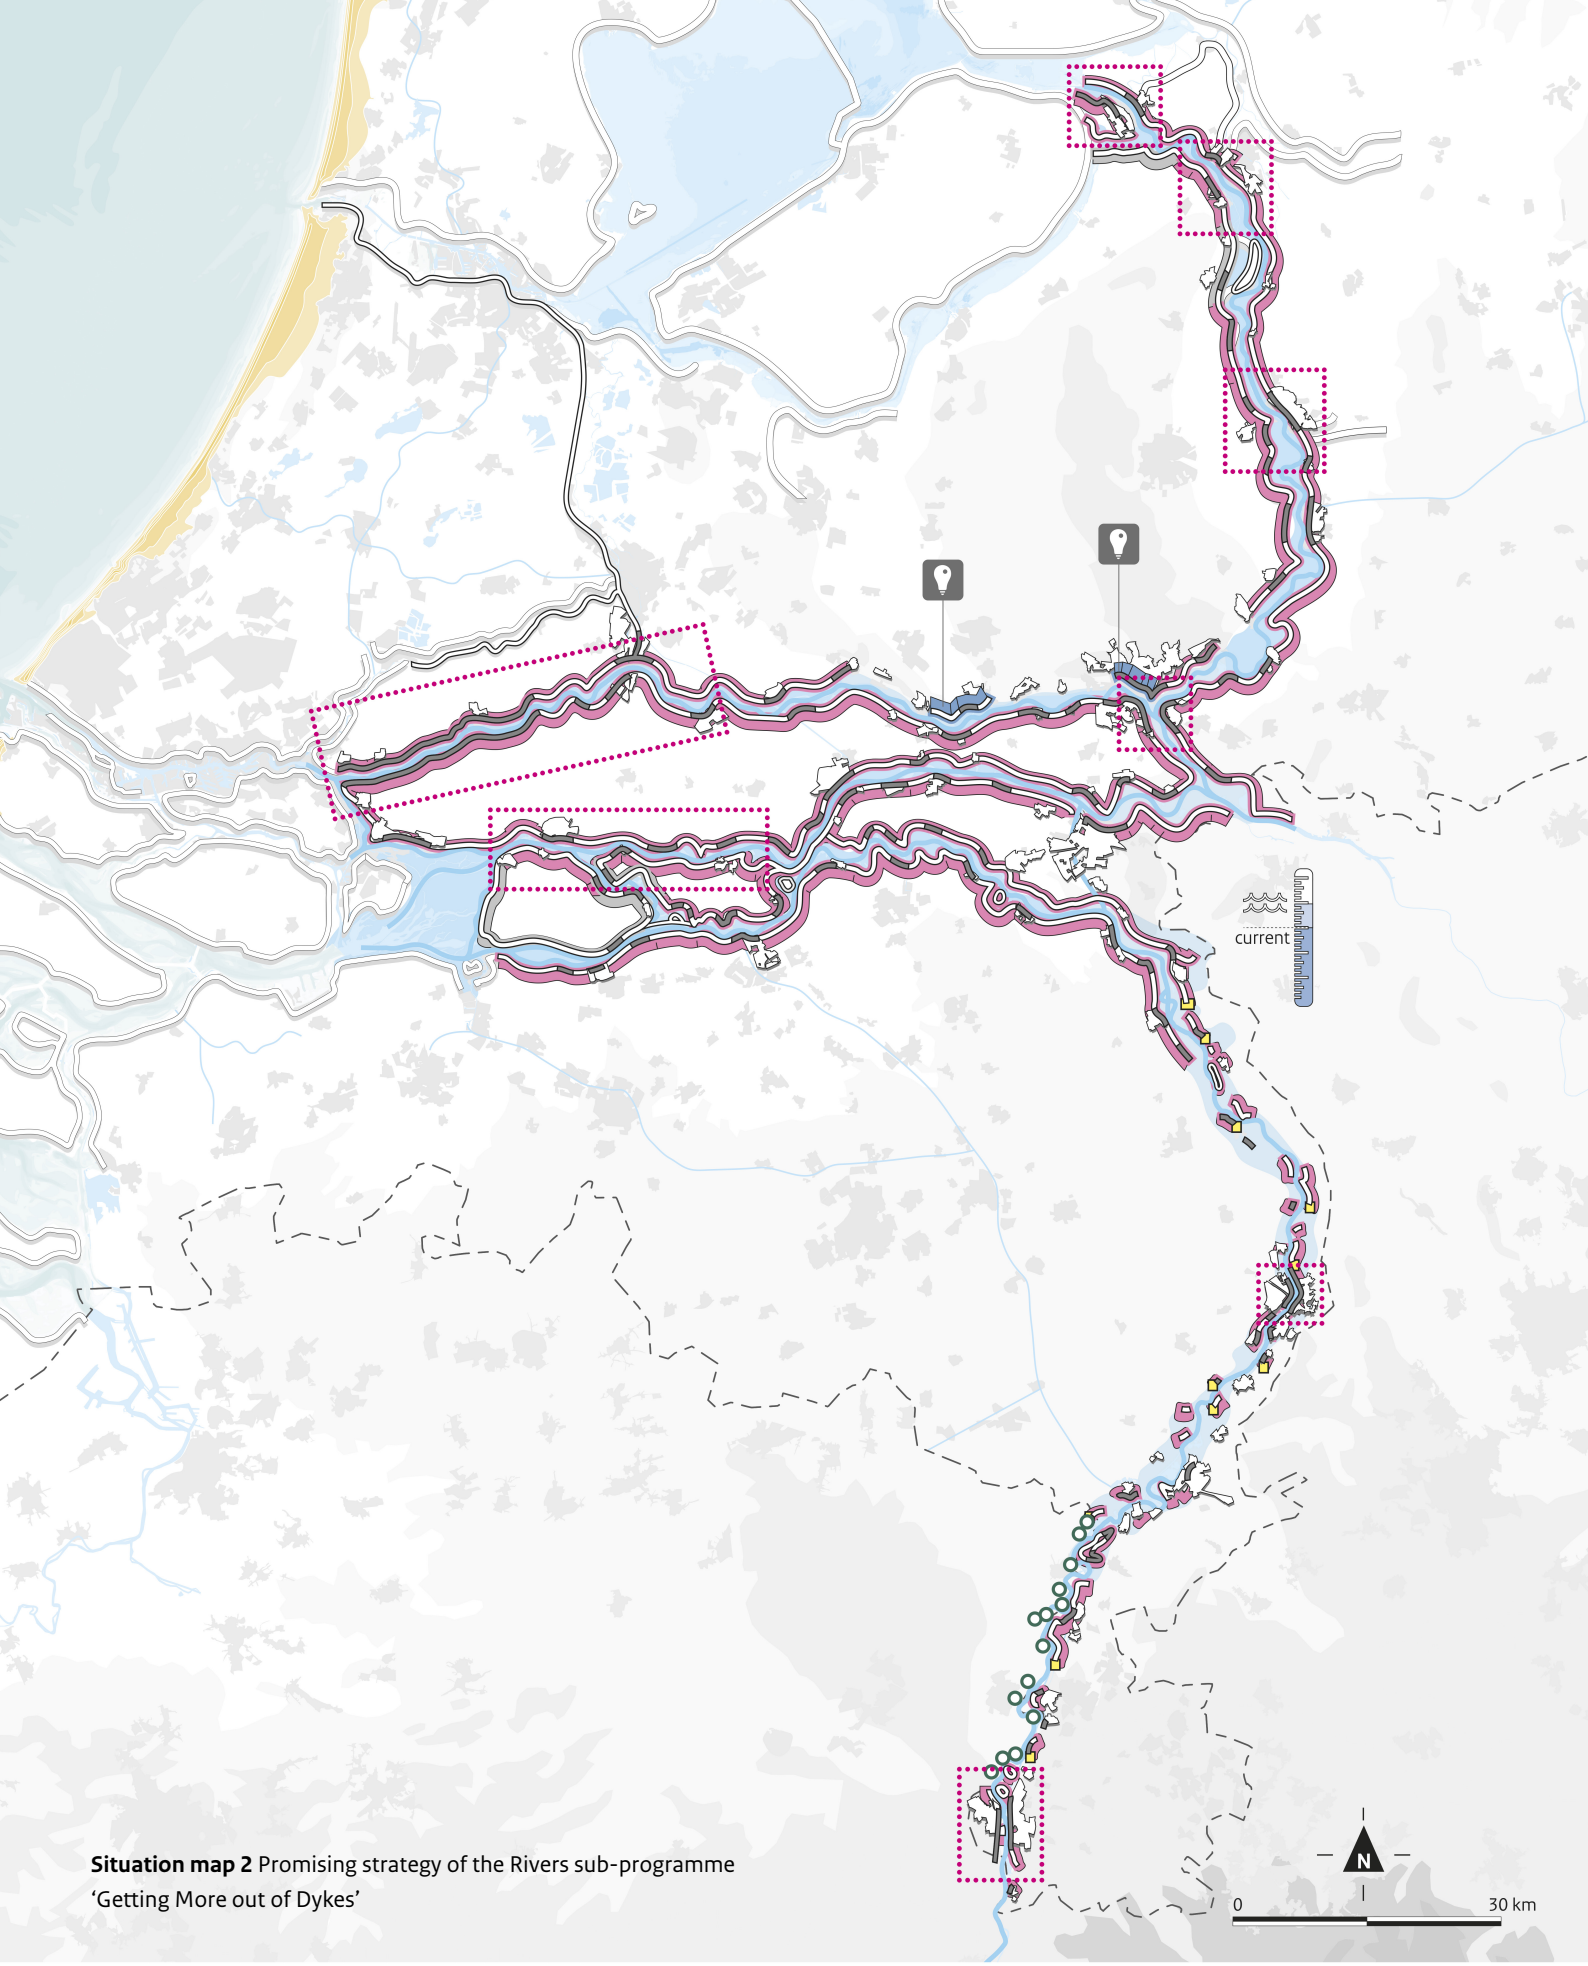 current
Situation map 2 Promising strategy of the Rivers sub-programme
‘Getting More out of Dykes’
N
0 30 km